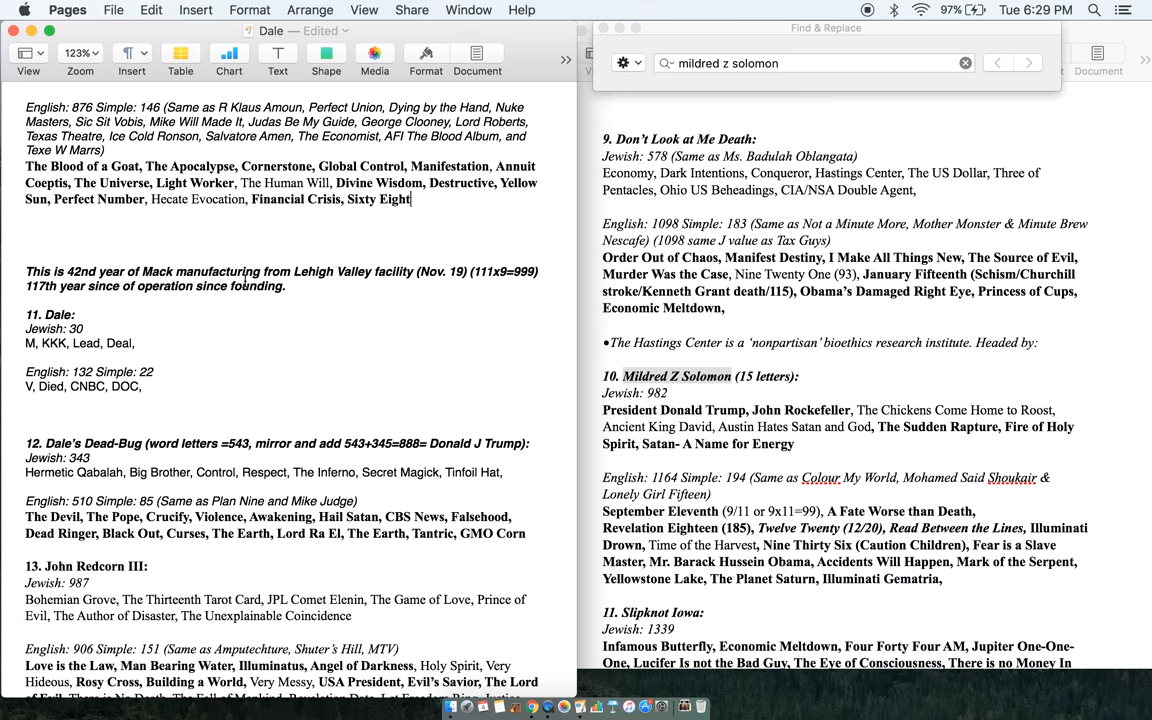 Pages File Edit Insert Format Arrange View Share Window Help 97% Tue 6:29 PM
Dale — Edited
123%
View Zoom Insert Table Chart Text Shape Media Format Document
English: 876 Simple: 146 (Same as R Klaus Amoun, Perfect Union, Dying by the Hand, Nuke
Masters, Sic Sit Vobis, Mike Will Made It, Judas Be My Guide, George Clooney, Lord Roberts,
Texas Theatre, Ice Cold Ronson, Salvatore Amen, The Economist, AFI The Blood Album, and
Texe W Marrs)
The Blood of a Goat, The Apocalypse, Cornerstone, Global Control, Manifestation, Annuit
Coeptis, The Universe, Light Worker, The Human Will, Divine Wisdom, Destructive, Yellow
Sun, Perfect Number, Hecate Evocation, Financial Crisis, Sixty Eight
This is 42nd year of Mack manufacturing from Lehigh Valley facility (Nov. 19) (111x9=999)
117th year since of operation since founding.
11. Dale:
Jewish: 30
M, KKK, Lead, Deal,
English: 132 Simple: 22
V, Died, CNBC, DOC,
12. Dale's Dead-Bug (word letters =543, mirror and add 543+345=888= Donald J Trump):
Jewish: 343
Hermetic Qabalah, Big Brother, Control, Respect, The Inferno, Secret Magick, Tinfoil Hat,
English: 510 Simple: 85 (Same as Plan Nine and Mike Judge)
The Devil, The Pope, Crucify, Violence, Awakening, Hail Satan, CBS News, Falsehood,
Dead Ringer, Black Out, Curses, The Earth, Lord Ra El, The Earth, Tantric, GMO Corn
13. John Redcorn III:
Jewish: 987
Bohemian Grove, The Thirteenth Tarot Card, JPL Comet Elenin, The Game of Love, Prince of
Evil, The Author of Disaster, The Unexplainable Coincidence
English: 906 Simple: 151 (Same as Amputechture, Shuter's Hill, MTV)
Love is the Law, Man Bearing Water, Illuminatus, Angel of Darkness, Holy Spirit, Very
Hideous, Rosy Cross, Building a World, Very Messy, USA President, Evil's Savior, The Lord
of Evil, There is No Death, The Fall of Mankind, Revelation Date, Let Freedom Ring, Justice
Find & Replace
mildred z solomon
Document
9. Don't Look at Me Death:
Jewish: 578 (Same as Ms. Badulah Oblangata)
Economy, Dark Intentions, Conqueror, Hastings Center, The US Dollar, Three of
Pentacles, Ohio US Beheadings, CIA/NSA Double Agent,
English: 1098 Simple: 183 (Same as Not a Minute More, Mother Monster & Minute Brew
Nescafe) (1098 same J value as Tax Guys)
Order Out of Chaos, Manifest Destiny, I Make All Things New, The Source of Evil,
Murder Was the Case, Nine Twenty One (93), January Fifteenth (Schism/Churchill
stroke/Kenneth Grant death/115), Obama's Damaged Right Eye, Princess of Cups,
Economic Meltdown,
•The Hastings Center is a 'nonpartisan' bioethics research institute. Headed by:
10. Mildred Z Solomon (15 letters):
Jewish: 982
President Donald Trump, John Rockefeller, The Chickens Come Home to Roost,
Ancient King David, Austin Hates Satan and God, The Sudden Rapture, Fire of Holy
Spirit, Satan- A Name for Energy
English: 1164 Simple: 194 (Same as Colour My World, Mohamed Said Shoukair &
Lonely Girl Fifteen)
September Eleventh (9/11 or 9x11=99), A Fate Worse than Death,
Revelation Eighteen (185), Twelve Twenty (12/20), Read Between the Lines, Illuminati
Drown, Time of the Harvest, Nine Thirty Six (Caution Children), Fear is a Slave
Master, Mr. Barack Hussein Obama, Accidents Will Happen, Mark of the Serpent,
Yellowstone Lake, The Planet Saturn, Illuminati Gematria,
11. Slipknot Iowa:
Jewish: 1339
Infamous Butterfly, Economic Meltdown, Four Forty Four AM, Jupiter One-One-
One, Lucifer Is not the Bad Guy, The Eye of Consciousness, There is no Money In